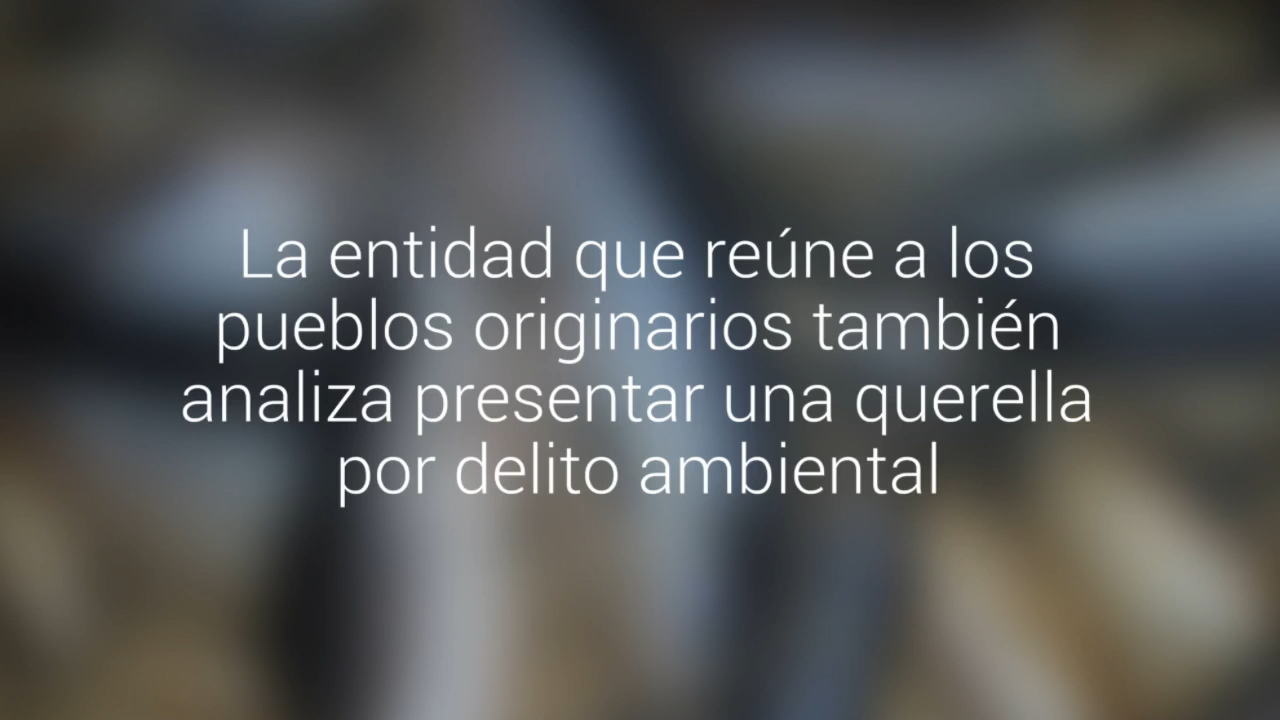 La entidad que reúne a los
pueblos originarios también
analiza presentar una querella
por delito ambiental